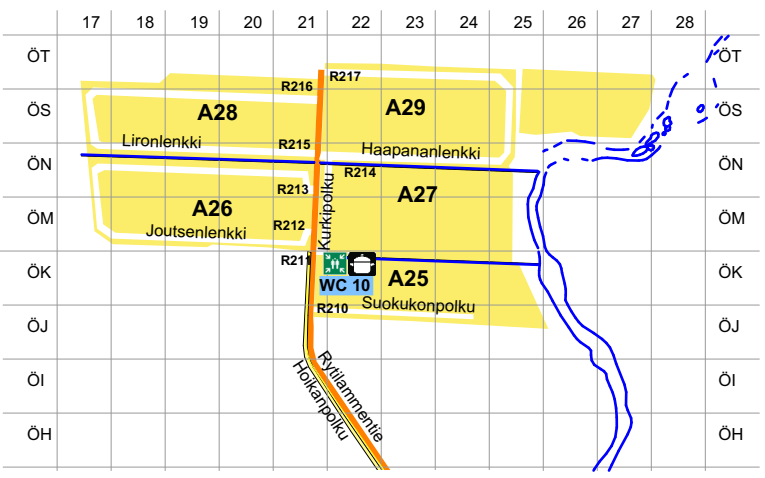 17 18 19 20 21 22 23 24 25 26 27 28
ÖT ÖT
R217
R216
ÖS A28 A29 ÖS
Lironlenkki R215 Haapananlenkki
ÖN R214 ÖN
R213 A27
Kurkipolku
A26
ÖM R212 ÖM
Joutsenlenkki
R211
ÖK A25 ÖK
WC 10
R210 Suokukonpolku
ÖJ ÖJ
Rytilammentie
Hoikanpolku
ÖI ÖI
ÖH ÖH